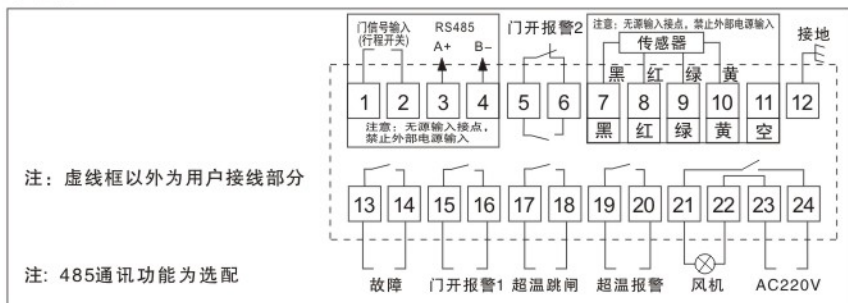 门信号输入 RS485 门开报警2 注意：无源输入接点，禁止外部电源输入 接地
(行程开关) A+ B- 传感器
黑 红 绿 黄
1 2 3 4 5 6 7 8 9 10 11 12
注意：无源输入接点， 黑 红 绿 黄 空
禁止外部电源输入
注：虚线框以外为用户接线部分
13 14 15 16 17 18 19 20 21 22 23 24
注: 485通讯功能为选配
故障 门开报警1 超温跳闸 超温报警 风机 AC220V